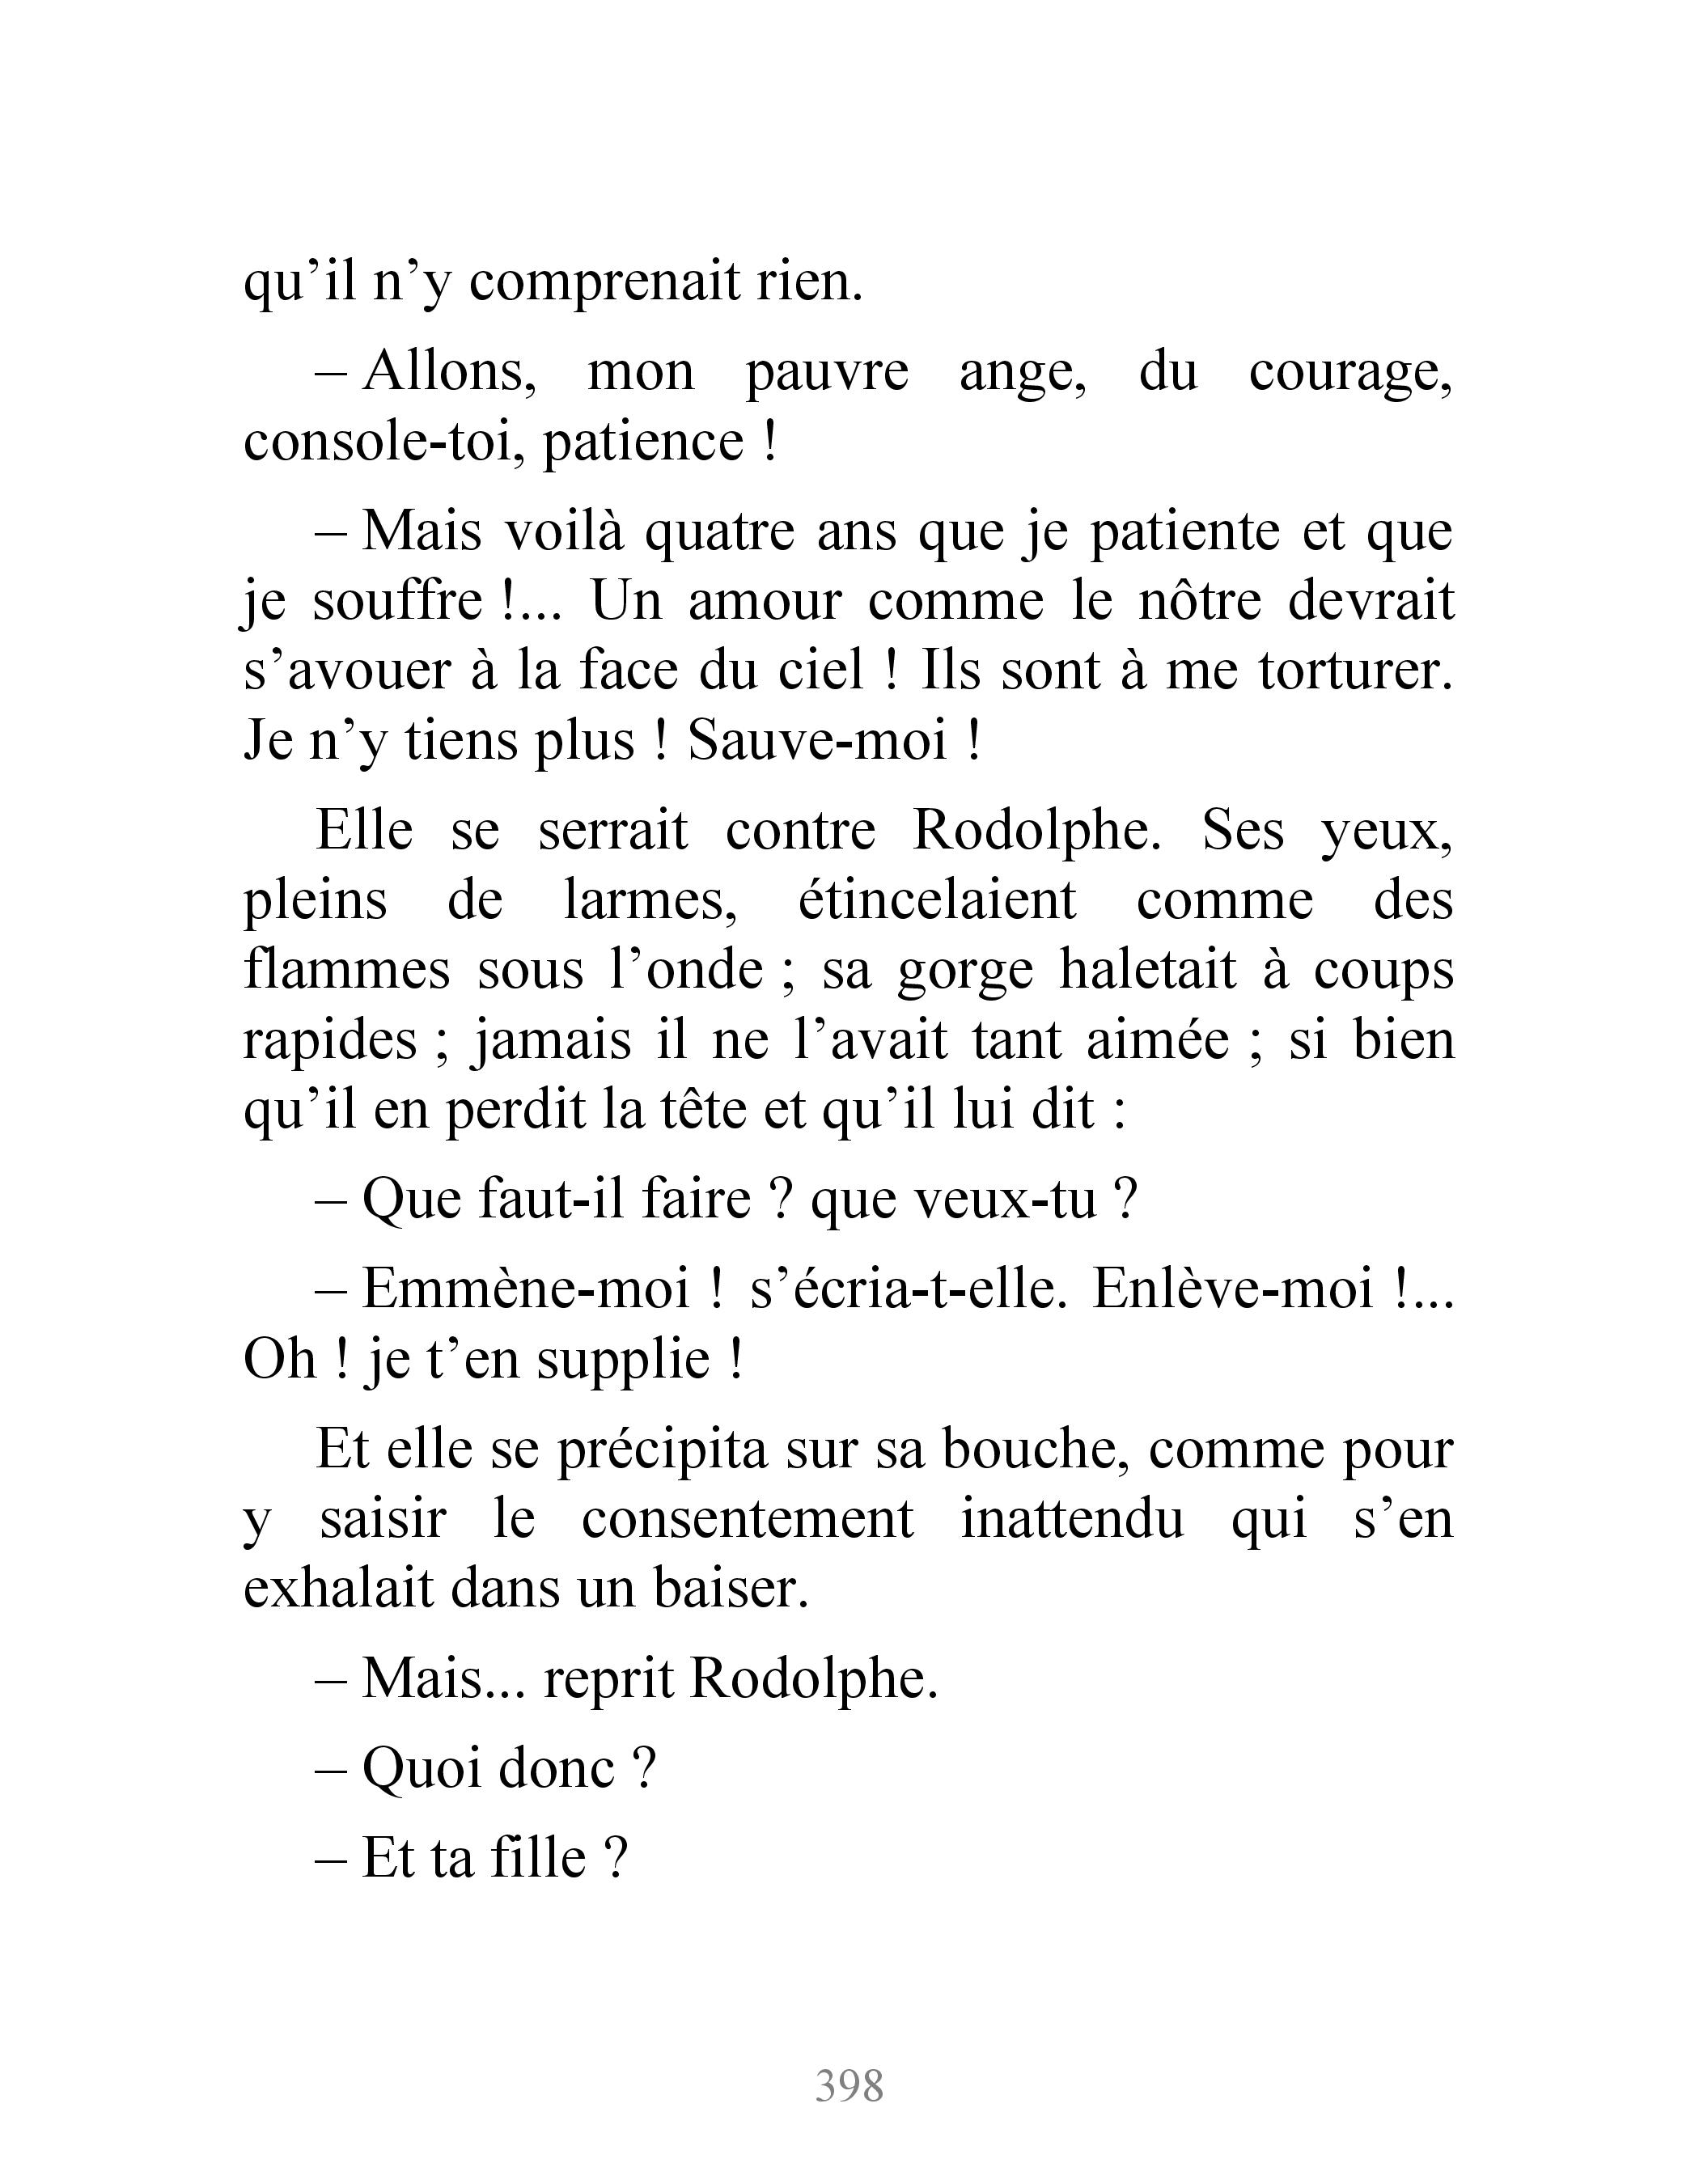 qu’il n’y comprenait rien.
– Allons, mon pauvre ange, du courage,
console-toi, patience !
– Mais voilà quatre ans que je patiente et que
je souffre !... Un amour comme le nôtre devrait
s’avouer à la face du ciel ! Ils sont à me torturer.
Je n’y tiens plus ! Sauve-moi !
Elle se serrait contre Rodolphe. Ses yeux,
pleins de larmes, étincelaient comme des
flammes sous l’onde ; sa gorge haletait à coups
rapides ; jamais il ne l’avait tant aimée ; si bien
qu’il en perdit la tête et qu’il lui dit :
– Que faut-il faire ? que veux-tu ?
– Emmène-moi ! s’écria-t-elle. Enlève-moi !...
Oh ! je t’en supplie !
Et elle se précipita sur sa bouche, comme pour
y saisir le consentement inattendu qui s’en
exhalait dans un baiser.
– Mais... reprit Rodolphe.
– Quoi donc ?
– Et ta fille ?
398